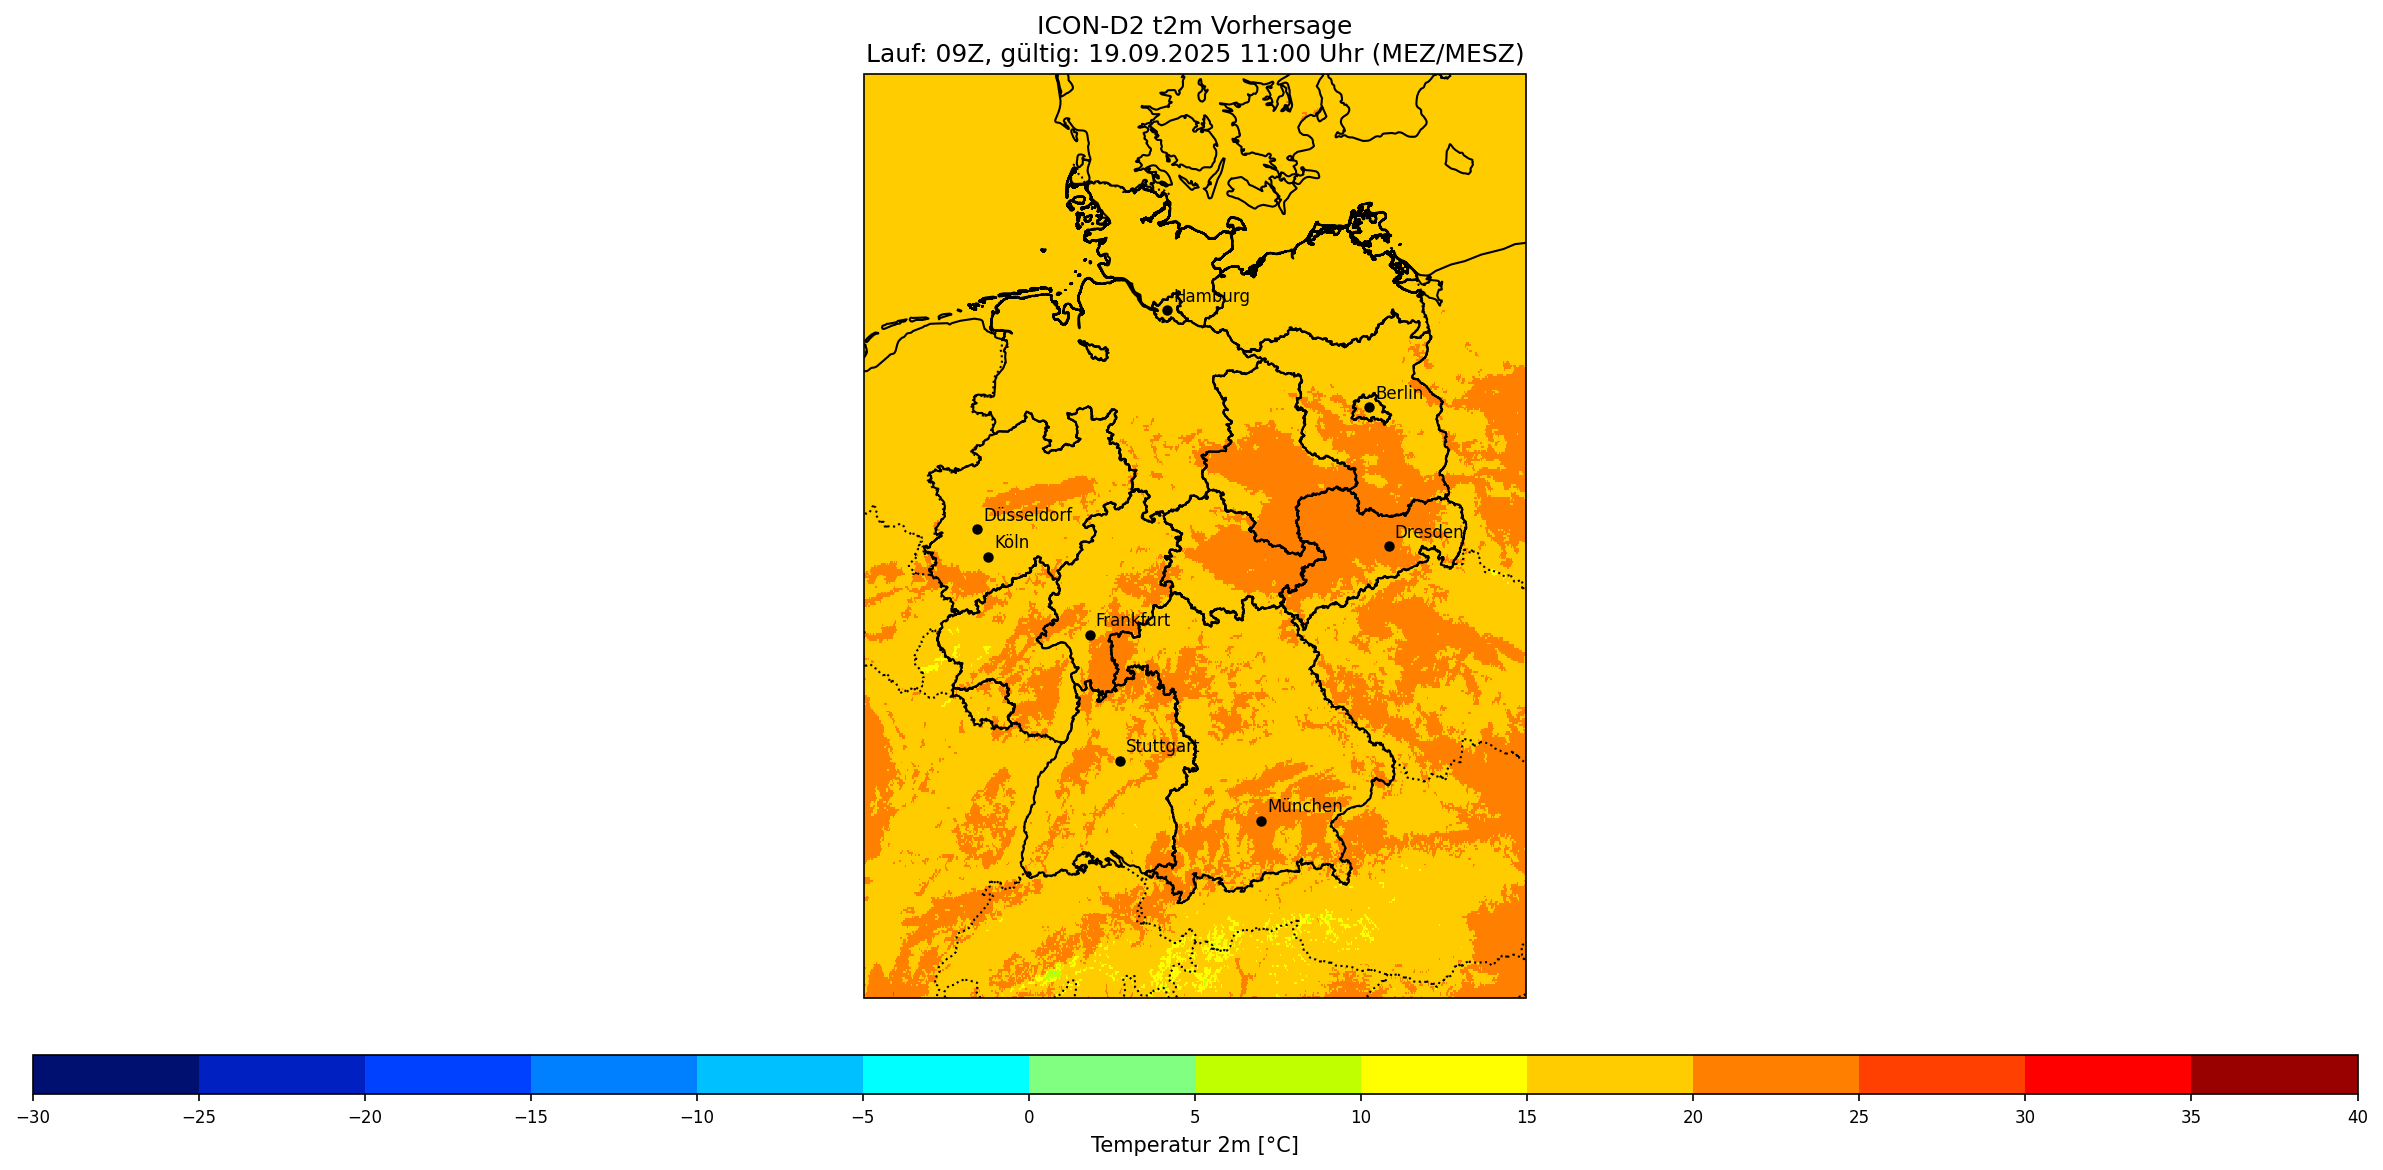 ICON-D2 t2m Vorhersage
Lauf: 09Z, gültig: 19.09.2025 11:00 Uhr (MEZ/MESZ)
Hamburg
Berlin
Düsseldorf
Dresden
Köln
Frankfurt
Stuttgart
München
−30 −25 −20 −15 −10 −5 0 5 10 15 20 25 30 35 40
Temperatur 2m [°C]